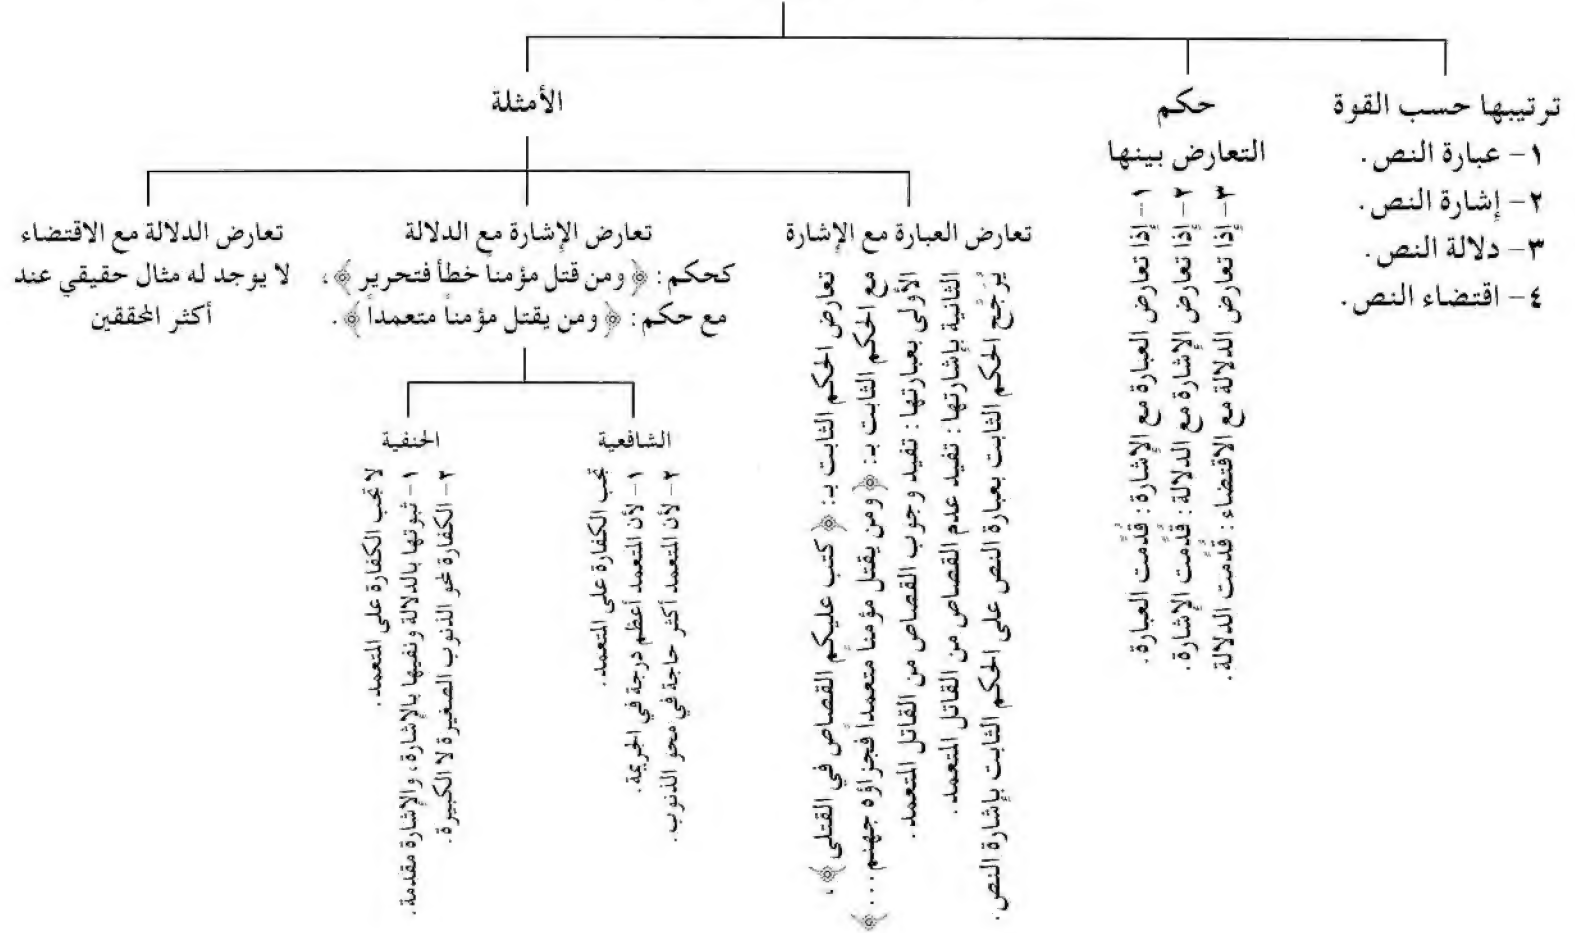 ترتيبها حسب القوة
١- عبارة النص.
٢- إشارة النص.
٣- دلالة النص.
٤- اقتضاء النص.
حكم
التعارض بينها
١- إذا تعارض العبارة مع الإشارة: قدِّمت العبارة.
٢- إذا تعارض الإشارة مع الدلالة: قدِّمت الإشارة.
٣- إذا تعارض الدلالة مع الاقتضاء: قدِّمت الدلالة.
الأمثلة
تعارض العبارة مع الإشارة
تعارض الحكم الثابت بـ: ﴿كتب عليكم القصاص في القتلى﴾،
مع الحكم الثابت بـ: ﴿ومن يقتل مؤمناً متعمداً فجزاؤه جهنم...﴾
الأولى بعبارتها: تفيد وجوب القصاص من القاتل المتعمد.
الثانية بإشارتها: تفيد عدم القصاص من القاتل المتعمد.
يُرَجَّح الحكم الثابت بعبارة النص على الحكم الثابت بإشارة النص.
تعارض الإشارة مع الدلالة
كحكم: ﴿ومن قتل مؤمناً خطأ فتحرير﴾،
مع حكم: ﴿ومن يقتل مؤمناً متعمداً﴾.
الشافعية
تجب الكفارة على المتعمد.
١- لأن المتعمد أعظم درجة في الجريمة.
٢- لأن المتعمد أكثر حاجة في محو الذنوب.
الحنفية
لا تجب الكفارة على المتعمد.
١- ثبوتها بالدلالة ونفيها بالإشارة، والإشارة مقدمة.
٢- الكفارة نحو الذنوب الصغيرة لا الكبيرة.
تعارض الدلالة مع الاقتضاء
لا يوجد له مثال حقيقي عند
أكثر المحققين